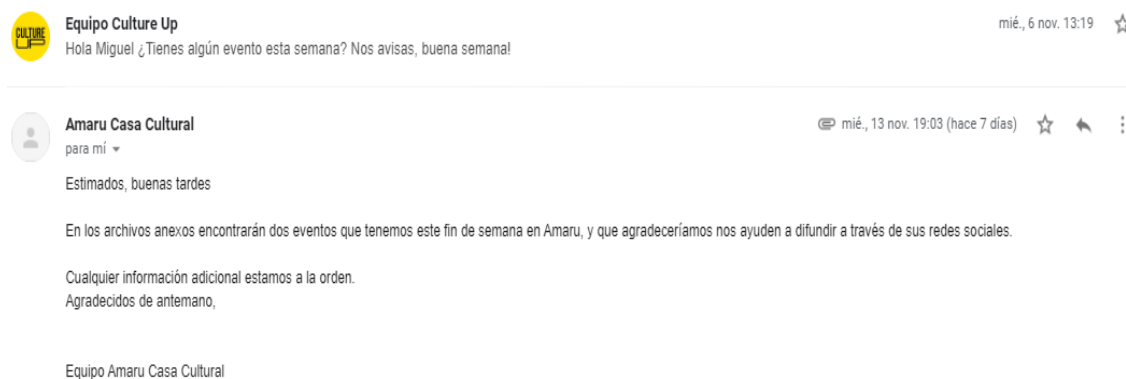 CULTURE
UP
Equipo Culture Up
mié., 6 nov. 13:19
Hola Miguel ¿Tienes algún evento esta semana? Nos avisas, buena semana!
Amaru Casa Cultural
mié., 13 nov. 19:03 (hace 7 días)
para mí
Estimados, buenas tardes
En los archivos anexos encontrarán dos eventos que tenemos este fin de semana en Amaru, y que agradeceríamos nos ayuden a difundir a través de sus redes sociales.
Cualquier información adicional estamos a la orden.
Agradecidos de antemano,
Equipo Amaru Casa Cultural